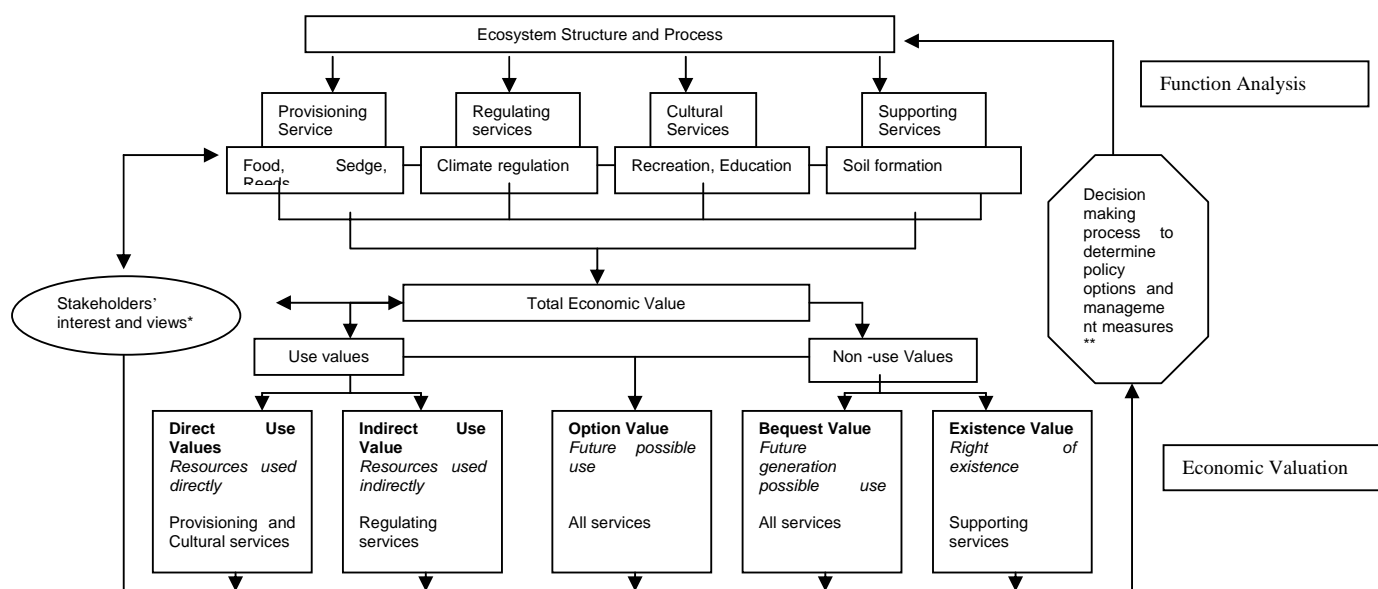 Ecosystem Structure and Process
Function Analysis
Provisioning
Service
Regulating
services
Cultural
Services
Supporting
Services
Food, Sedge,
Reeds
Climate regulation
Recreation, Education
Soil formation
Decision
making
process to
determine
policy
options and
manageme
nt measures
**
Stakeholders’
interest and views*
Total Economic Value
Use values
Non -use Values
Direct Use
Values
Resources used
directly
Provisioning and
Cultural services
Indirect Use
Value
Resources used
indirectly
Regulating
services
Option Value
Future possible
use
All services
Bequest Value
Future
generation
possible use
All services
Existence Value
Right of
existence
Supporting
services
Economic Valuation